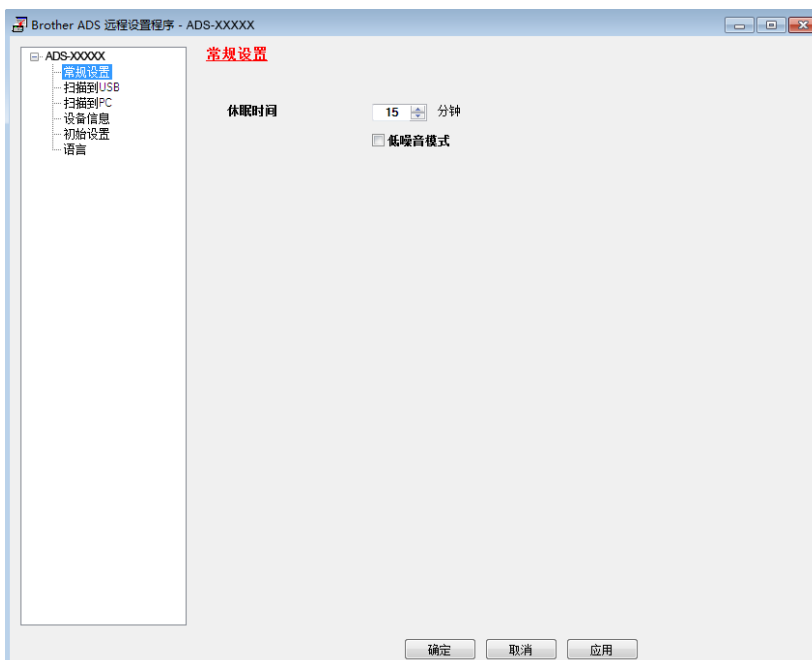 Brother ADS 远程设置程序 - ADS-XXXXX
ADS-XXXXX
常规设置
扫描到USB
扫描到PC
设备信息
初始设置
语言
常规设置
休眠时间 15 分钟
低噪音模式
确定 取消 应用